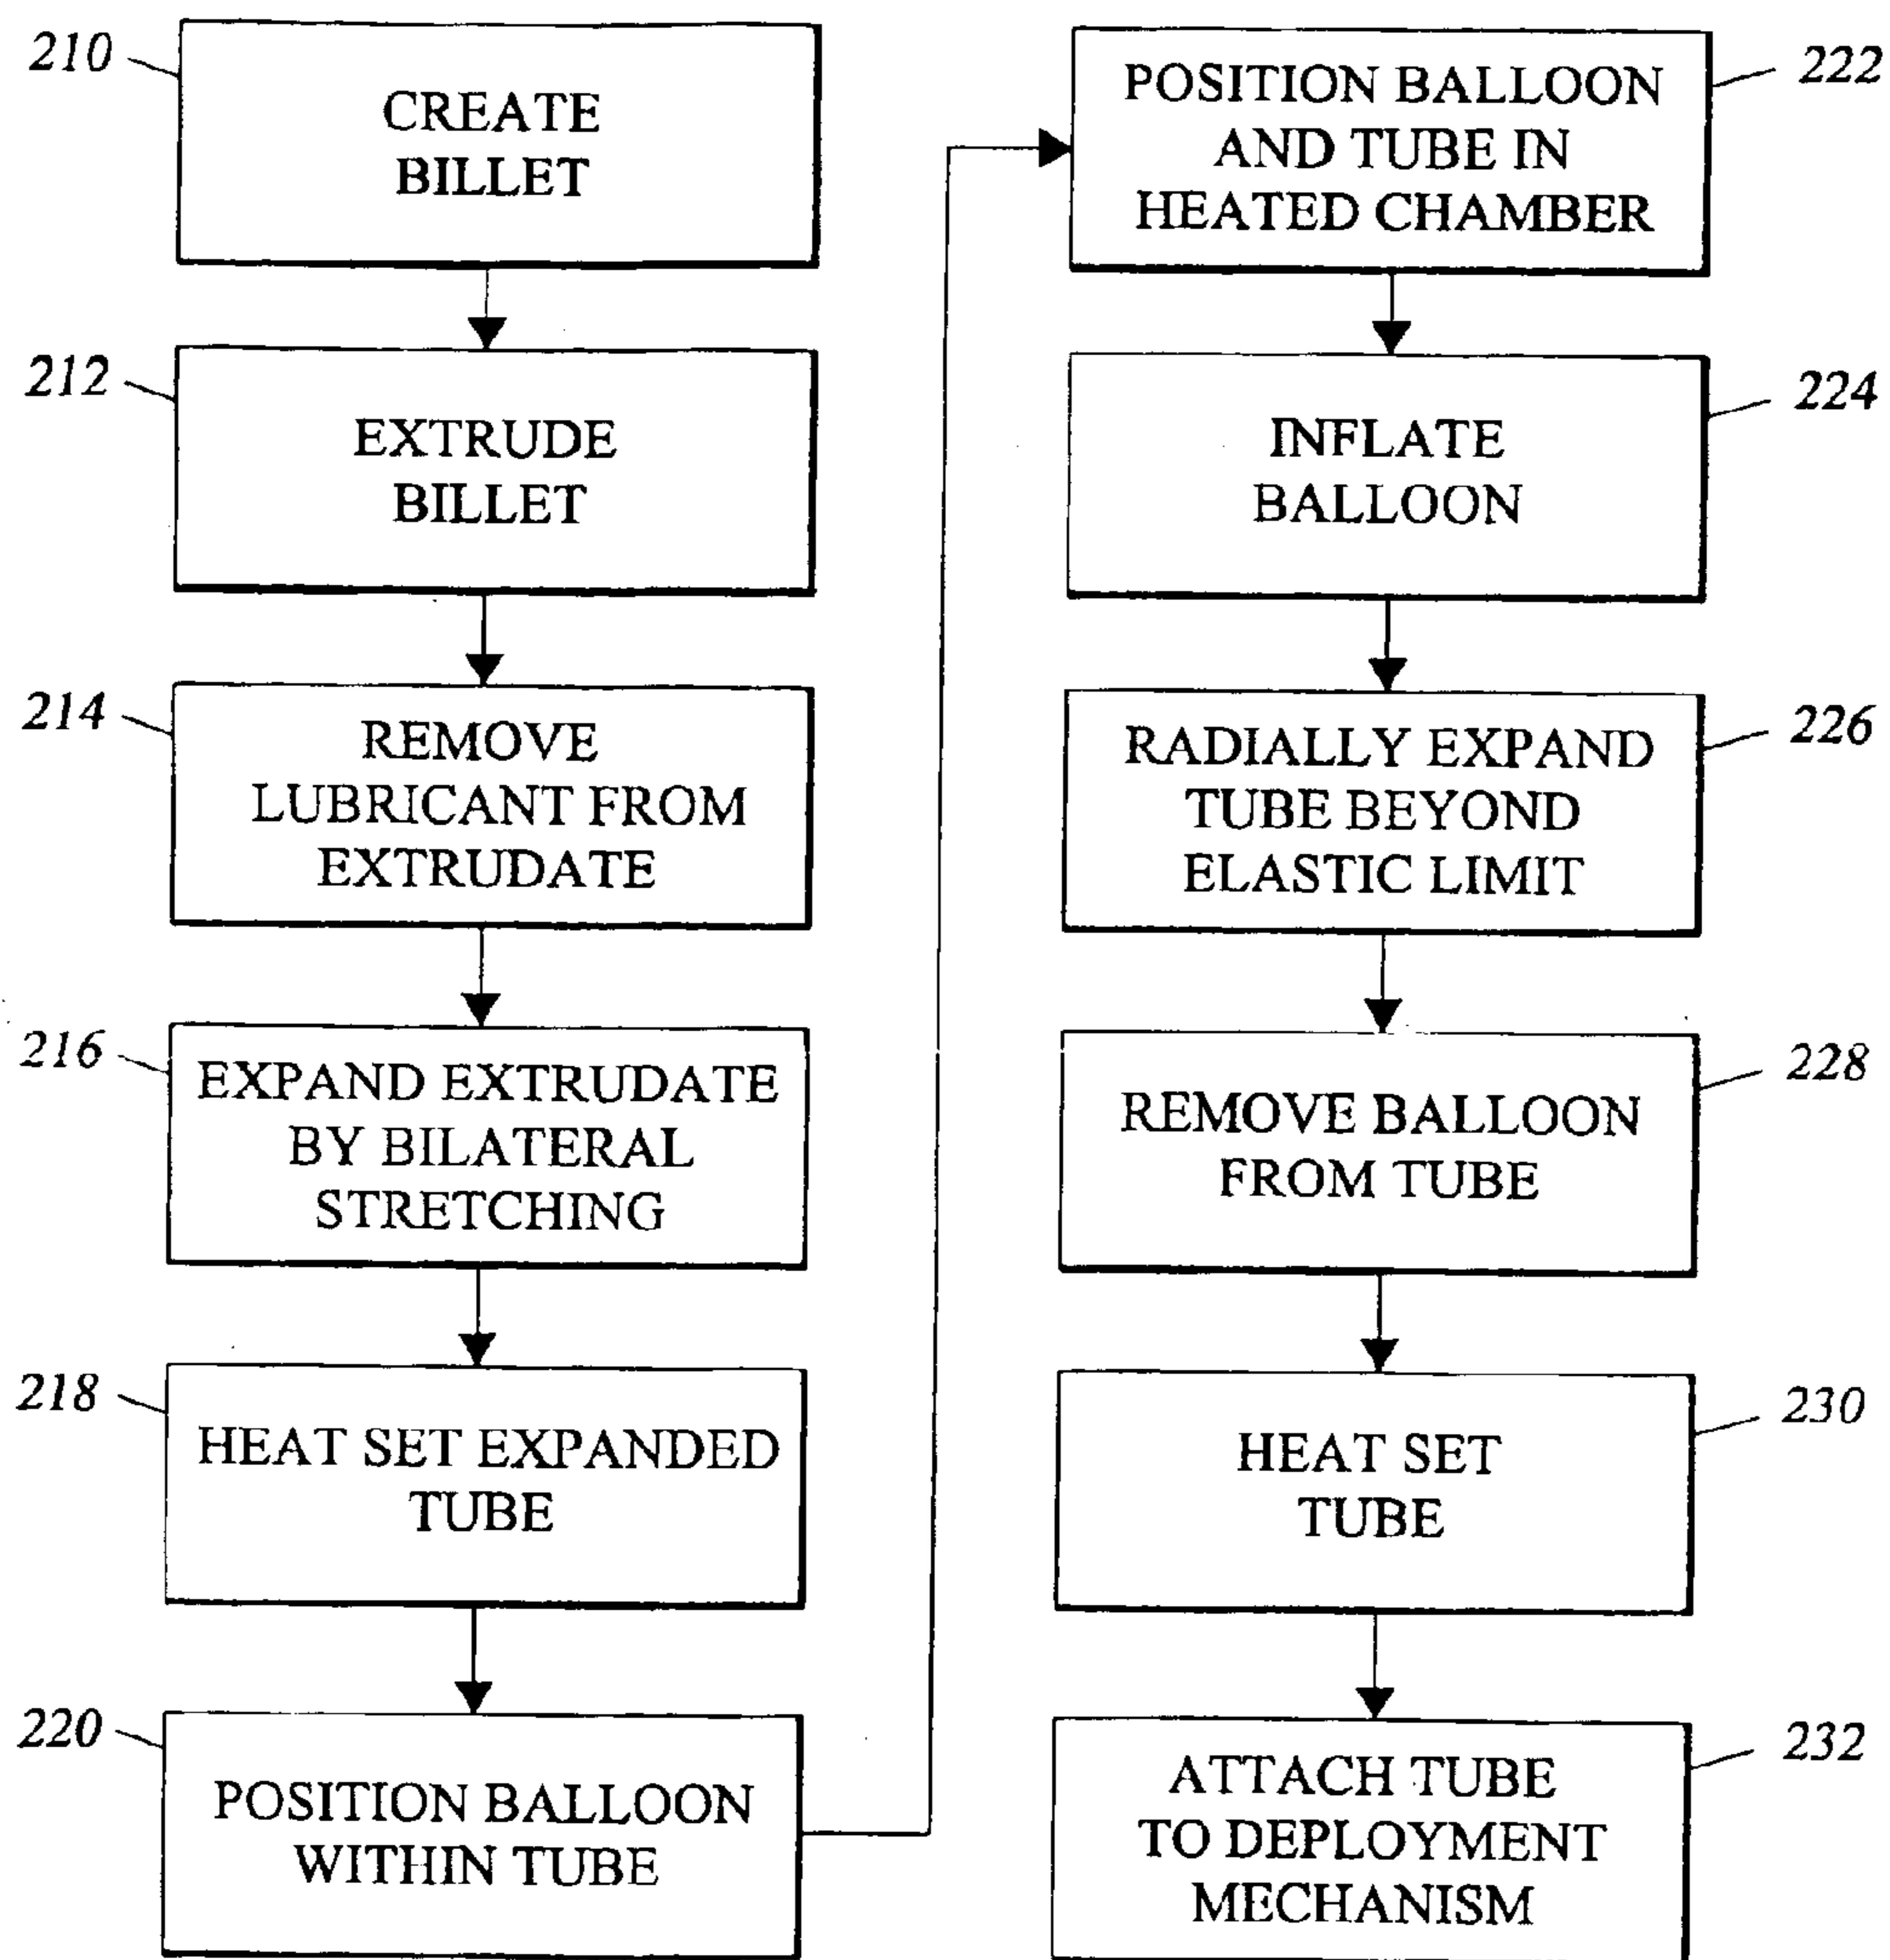 210
CREATE
BILLET
212
EXTRUDE
BILLET
214
REMOVE
LUBRICANT FROM
EXTRUDATE
216
EXPAND EXTRUDATE
BY BILATERAL
STRETCHING
218
HEAT SET EXPANDED
TUBE
220
POSITION BALLOON
WITHIN TUBE
222
POSITION BALLOON
AND TUBE IN
HEATED CHAMBER
224
INFLATE
BALLOON
226
RADIALLY EXPAND
TUBE BEYOND
ELASTIC LIMIT
228
REMOVE BALLOON
FROM TUBE
230
HEAT SET
TUBE
232
ATTACH TUBE
TO DEPLOYMENT
MECHANISM